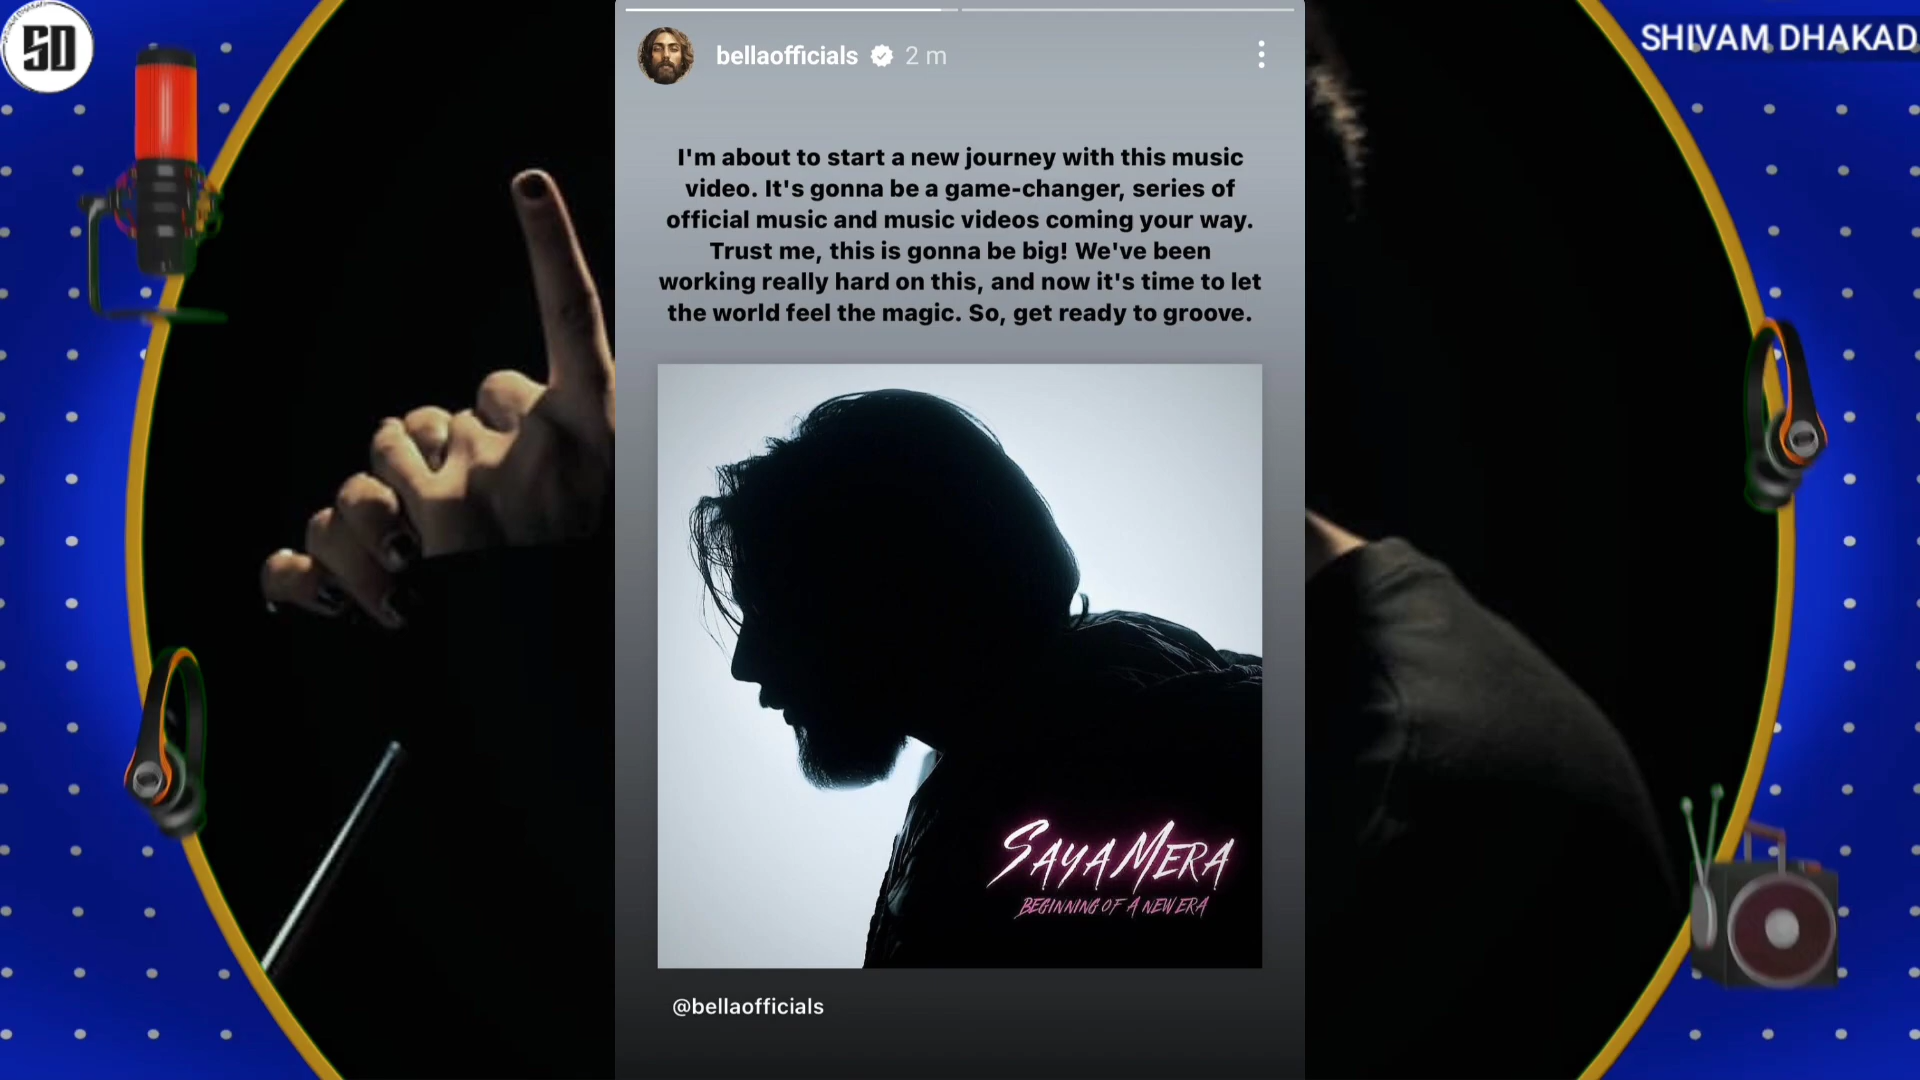 SD
SHIVAM DHAKAD
bellaofficials 2 m
I'm about to start a new journey with this music
video. It's gonna be a game-changer, series of
official music and music videos coming your way.
Trust me, this is gonna be big! We've been
working really hard on this, and now it's time to let
the world feel the magic. So, get ready to groove.
SAYA MERA
BEGINNING OF A NEW ERA
@bellaofficials